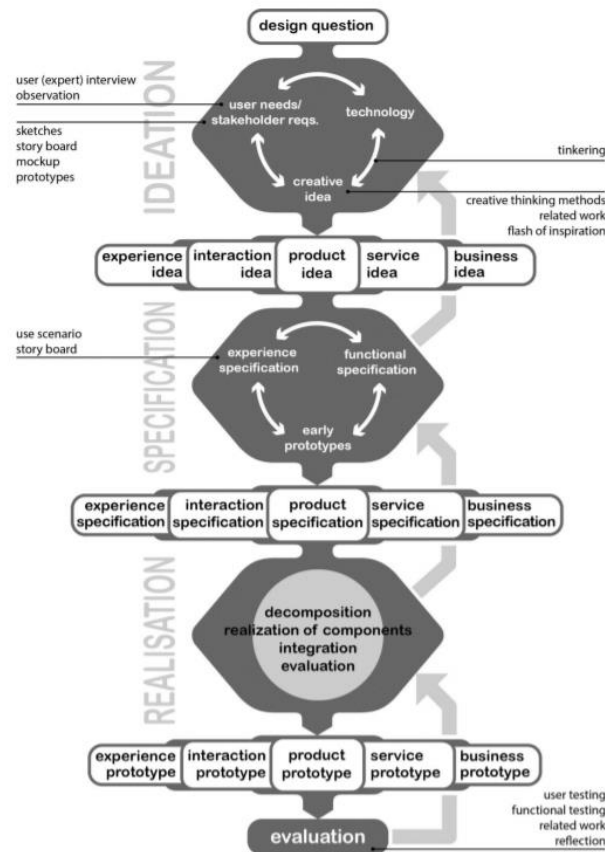 design question
IDEATION
user (expert) interview
observation
sketches
story board
mockup
prototypes
user needs/
stakeholder reqs.
technology
creative
idea
tinkering
creative thinking methods
related work
flash of inspiration
experience
idea
interaction
idea
product
idea
service
idea
business
idea
SPECIFICATION
use scenario
story board
experience
specification
functional
specification
early
prototypes
experience
specification
interaction
specification
product
specification
service
specification
business
specification
REALISATION
decomposition
realization of components
integration
evaluation
experience
prototype
interaction
prototype
product
prototype
service
prototype
business
prototype
evaluation
user testing
functional testing
related work
reflection